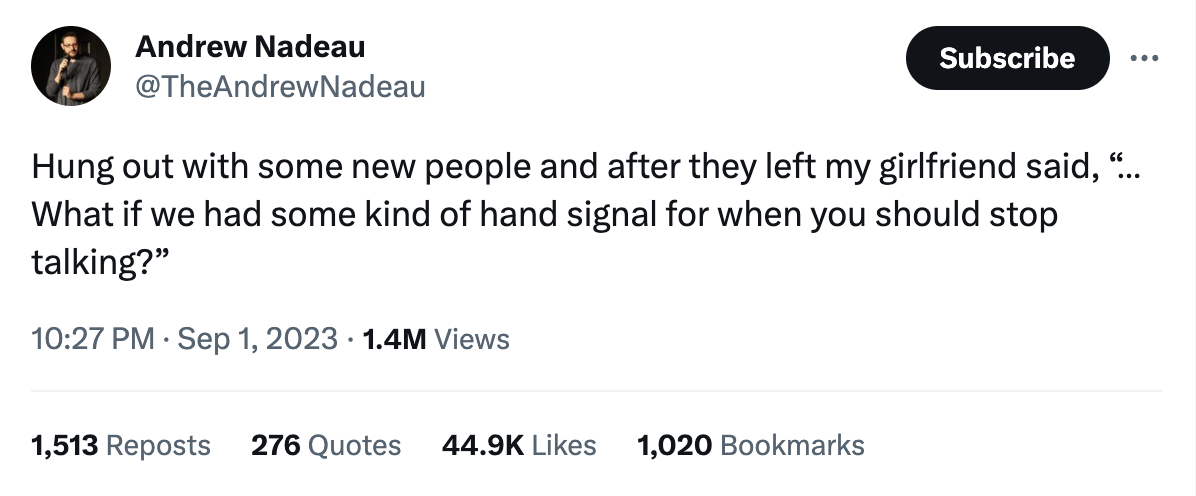 Andrew Nadeau
@TheAndrewNadeau
Subscribe
Hung out with some new people and after they left my girlfriend said, “...
What if we had some kind of hand signal for when you should stop
talking?”
10:27 PM · Sep 1, 2023 · 1.4M Views
1,513 Reposts 276 Quotes 44.9K Likes 1,020 Bookmarks